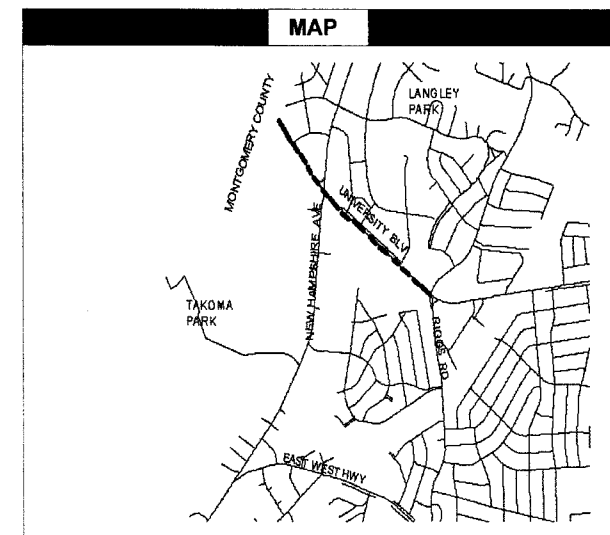 MAP
LANGLEY
PARK
MONTGOMERY COUNTY
UNIVERSITY BLV
NEW HAMPSHIRE AVE
TAKOMA
PARK
RIGGS RD
EAST WEST HWY